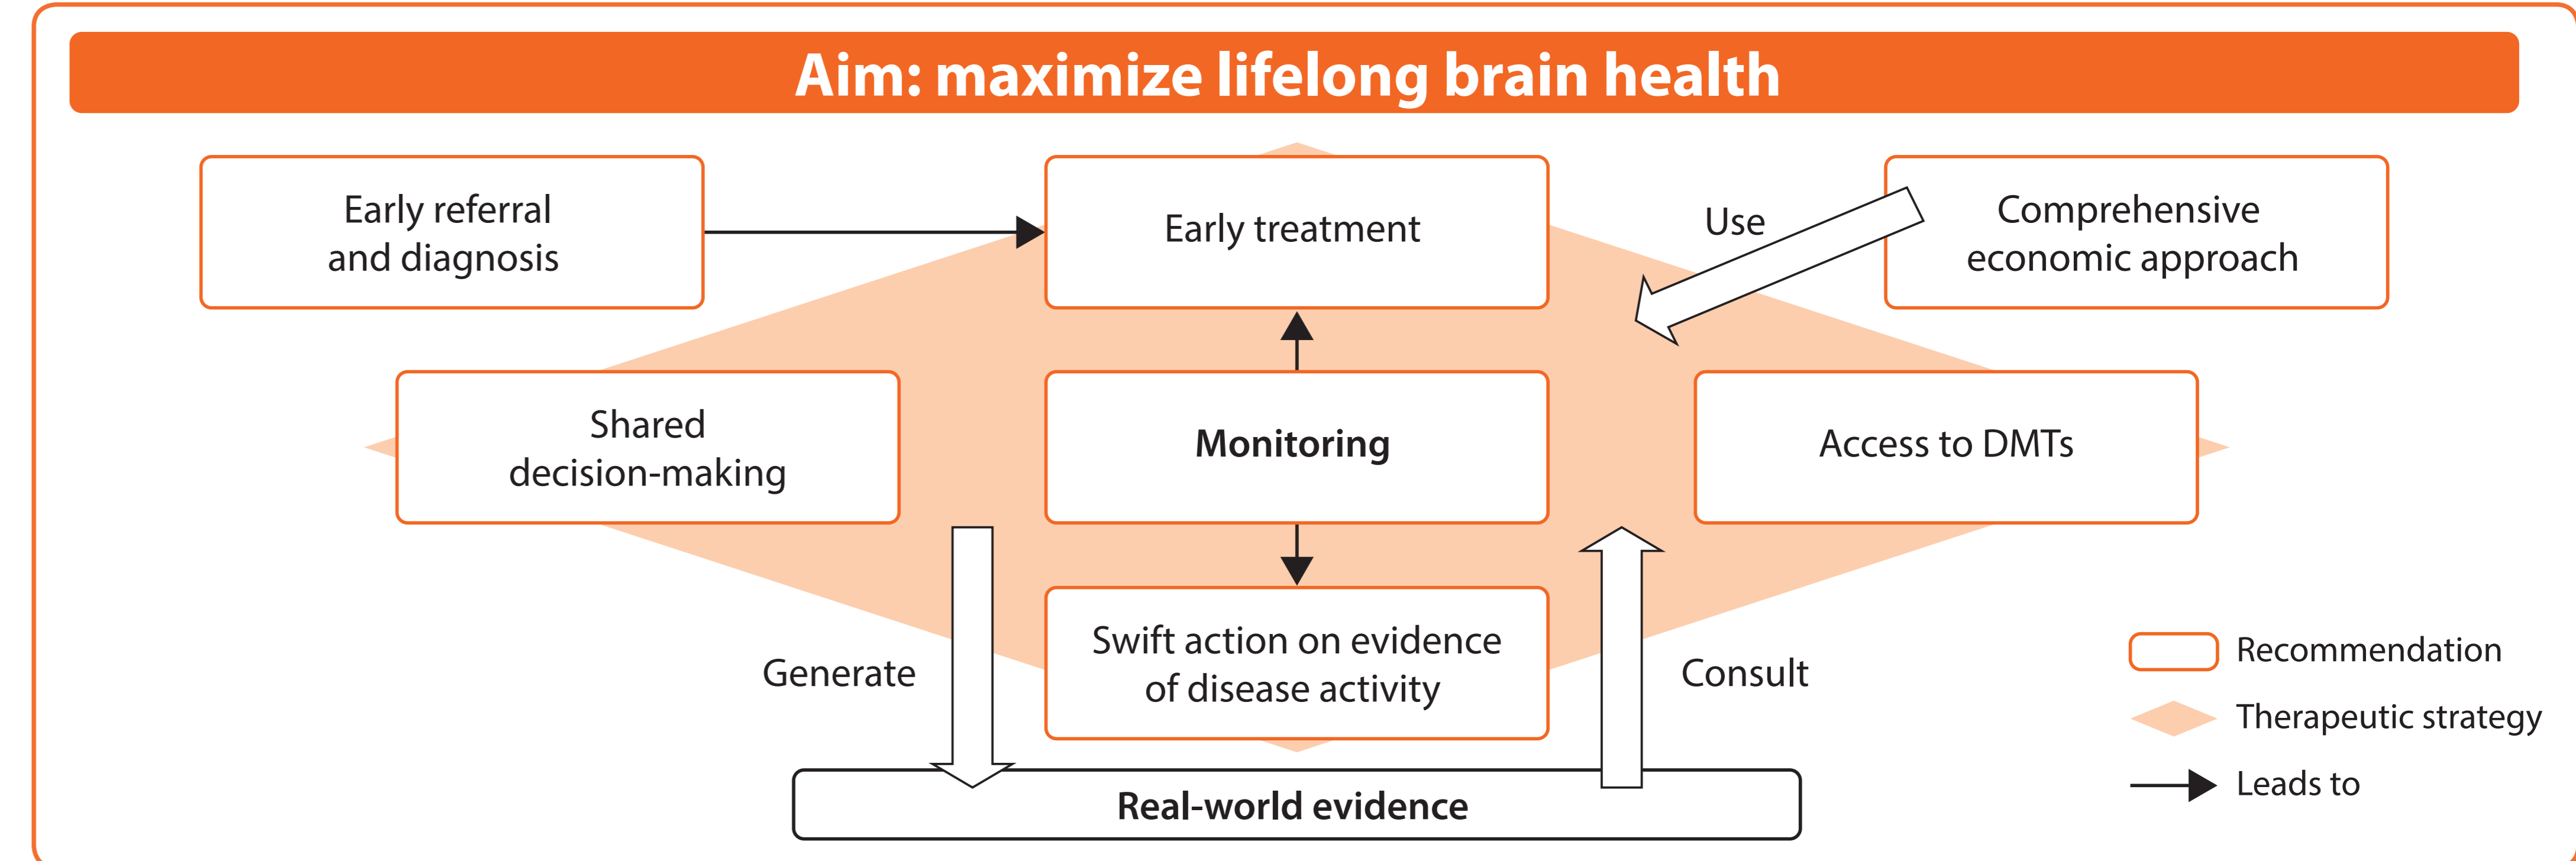 Aim: maximize lifelong brain health
Early referral
and diagnosis
Early treatment
Use
Comprehensive
economic approach
Shared
decision-making
Monitoring
Access to DMTs
Generate
Swift action on evidence
of disease activity
Consult
Real-world evidence
Recommendation
Therapeutic strategy
Leads to